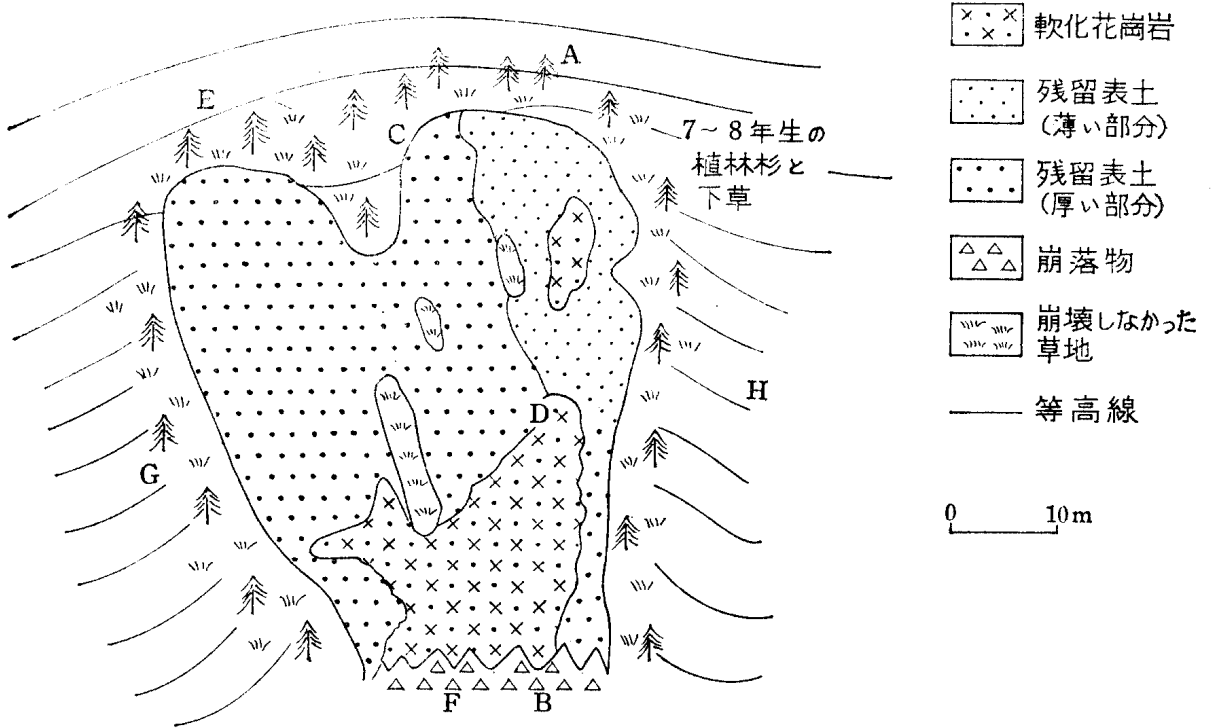 A
E
C
7～8年生の
植林杉と
下草
D
H
G
F
B
軟化花崗岩
残留表土
(薄い部分)
残留表土
(厚い部分)
崩落物
崩壊しなかった
草地
等高線
0 10m